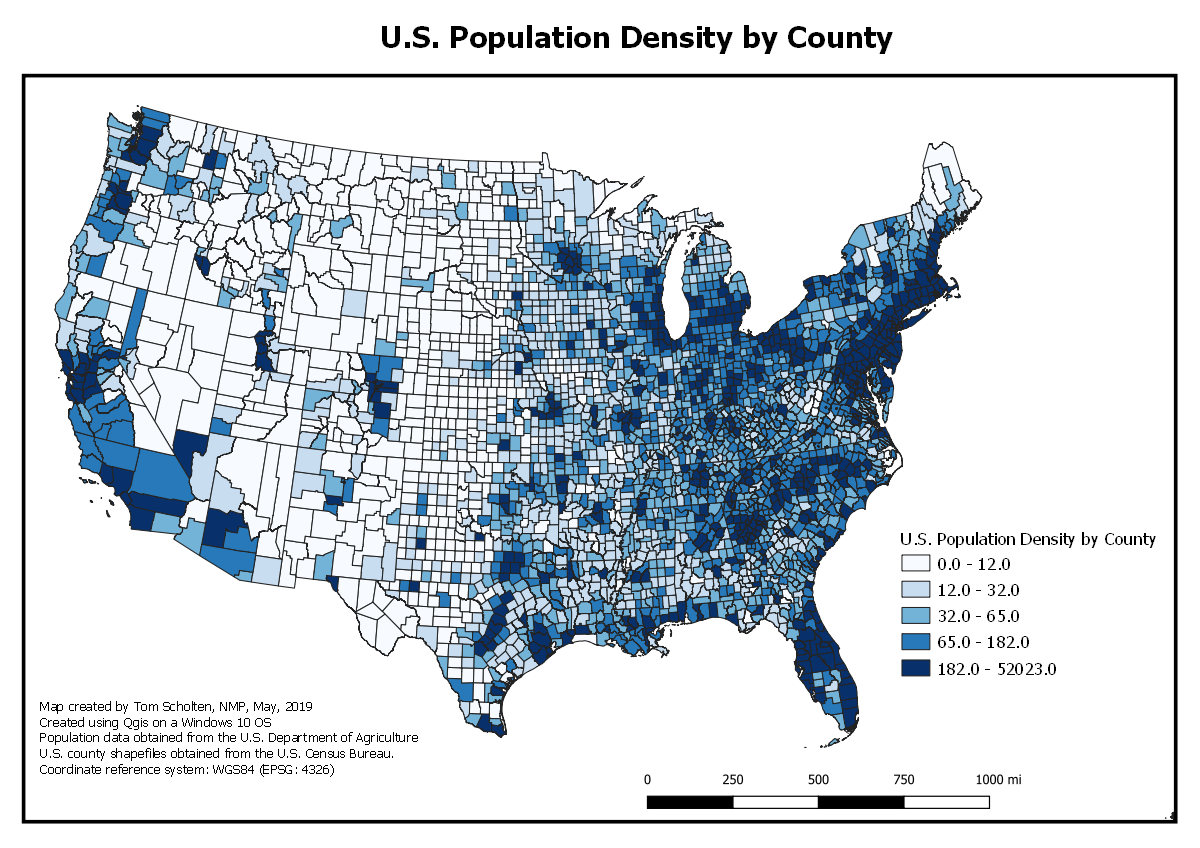 U.S. Population Density by County
U.S. Population Density by County
0.0 - 12.0
12.0 - 32.0
32.0 - 65.0
65.0 - 182.0
182.0 - 52023.0
Map created by Tom Scholten, NMP, May, 2019
Created using Qgis on a Windows 10 OS
Population data obtained from the U.S. Department of Agriculture
U.S. county shapefiles obtained from the U.S. Census Bureau.
Coordinate reference system: WGS84 (EPSG: 4326)
0 250 500 750 1000 mi